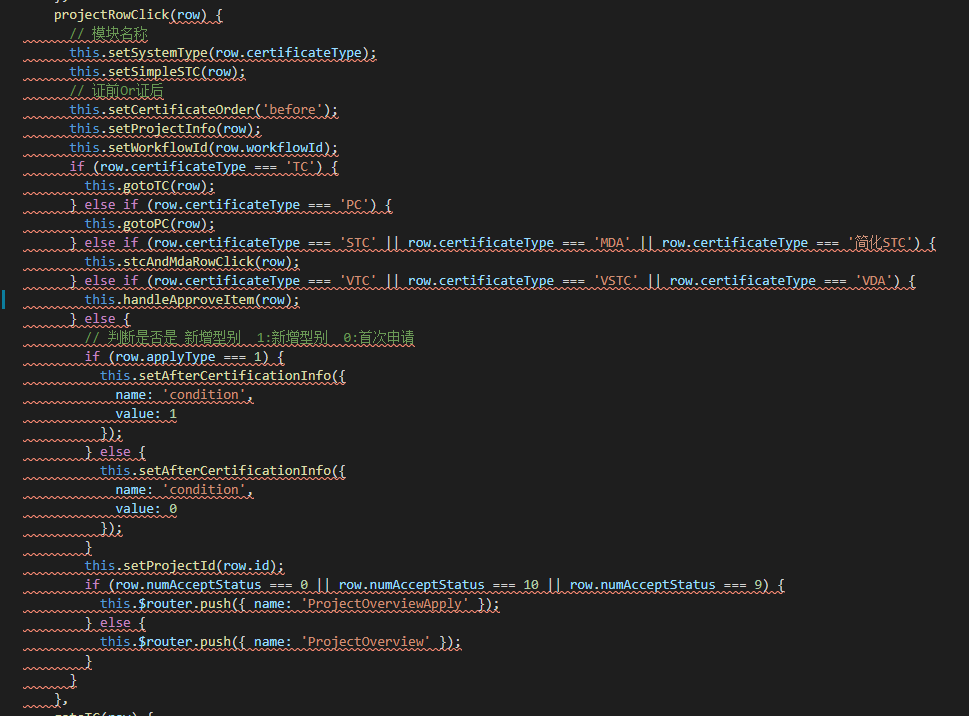 projectRowClick(row) {
// 模块名称
this.setSystemType(row.certificateType);
this.setSimpleSTC(row);
// 证前Or证后
this.setCertificateOrder('before');
this.setProjectInfo(row);
this.setWorkflowId(row.workflowId);
if (row.certificateType === 'TC') {
this.gotoTC(row);
} else if (row.certificateType === 'PC') {
this.gotoPC(row);
} else if (row.certificateType === 'STC' || row.certificateType === 'MDA' || row.certificateType === '简化STC') {
this.stcAndMdaRowClick(row);
} else if (row.certificateType === 'VTC' || row.certificateType === 'VSTC' || row.certificateType === 'VDA') {
this.handleApproveItem(row);
} else {
// 判断是否是 新增型别  1:新增型别  0:首次申请
if (row.applyType === 1) {
this.setAfterCertificationInfo({
name: 'condition',
value: 1
});
} else {
this.setAfterCertificationInfo({
name: 'condition',
value: 0
});
}
this.setProjectId(row.id);
if (row.numAcceptStatus === 0 || row.numAcceptStatus === 10 || row.numAcceptStatus === 9) {
this.$router.push({ name: 'ProjectOverviewApply' });
} else {
this.$router.push({ name: 'ProjectOverview' });
}
}
},
gotoTC(row) {